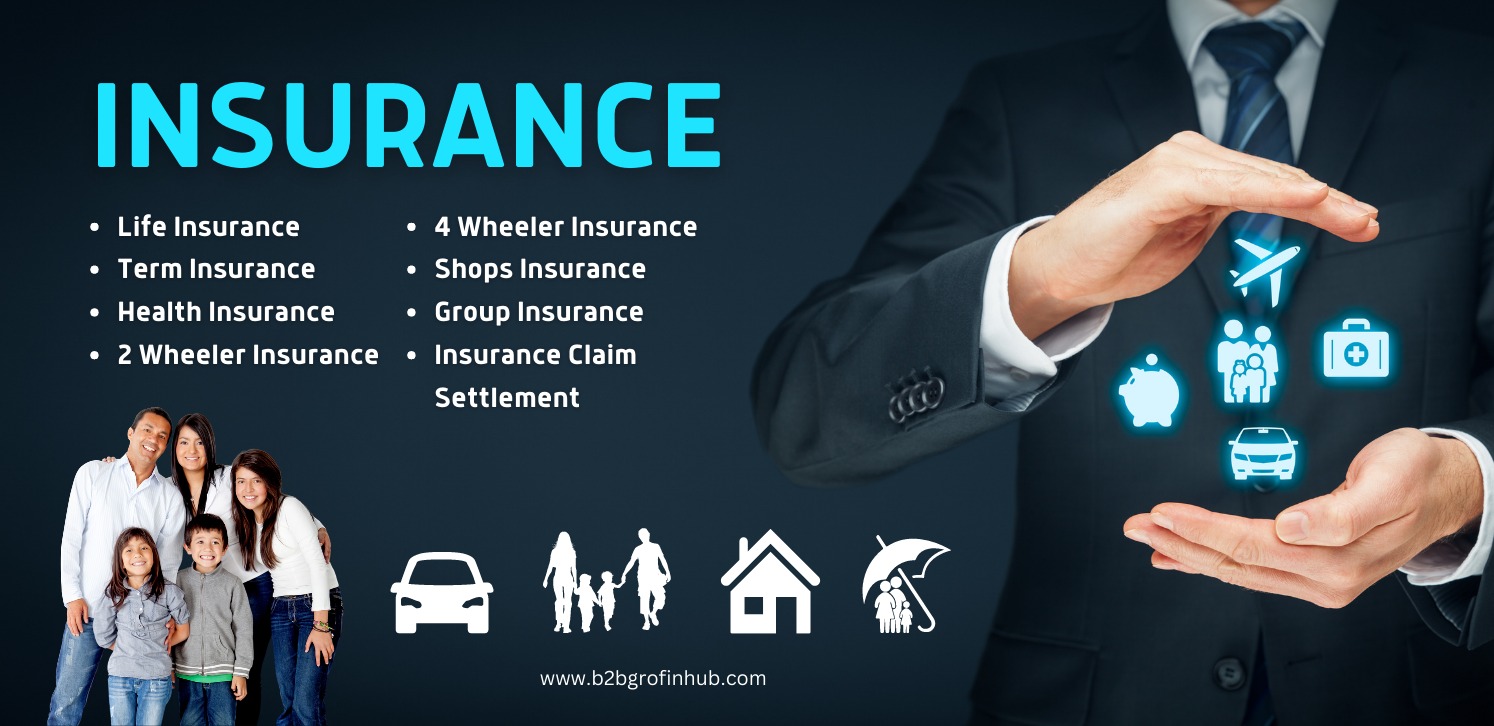 INSURANCE
• Life Insurance
• Term Insurance
• Health Insurance
• 2 Wheeler Insurance
• 4 Wheeler Insurance
• Shops Insurance
• Group Insurance
• Insurance Claim
Settlement
www.b2bgrofinhub.com